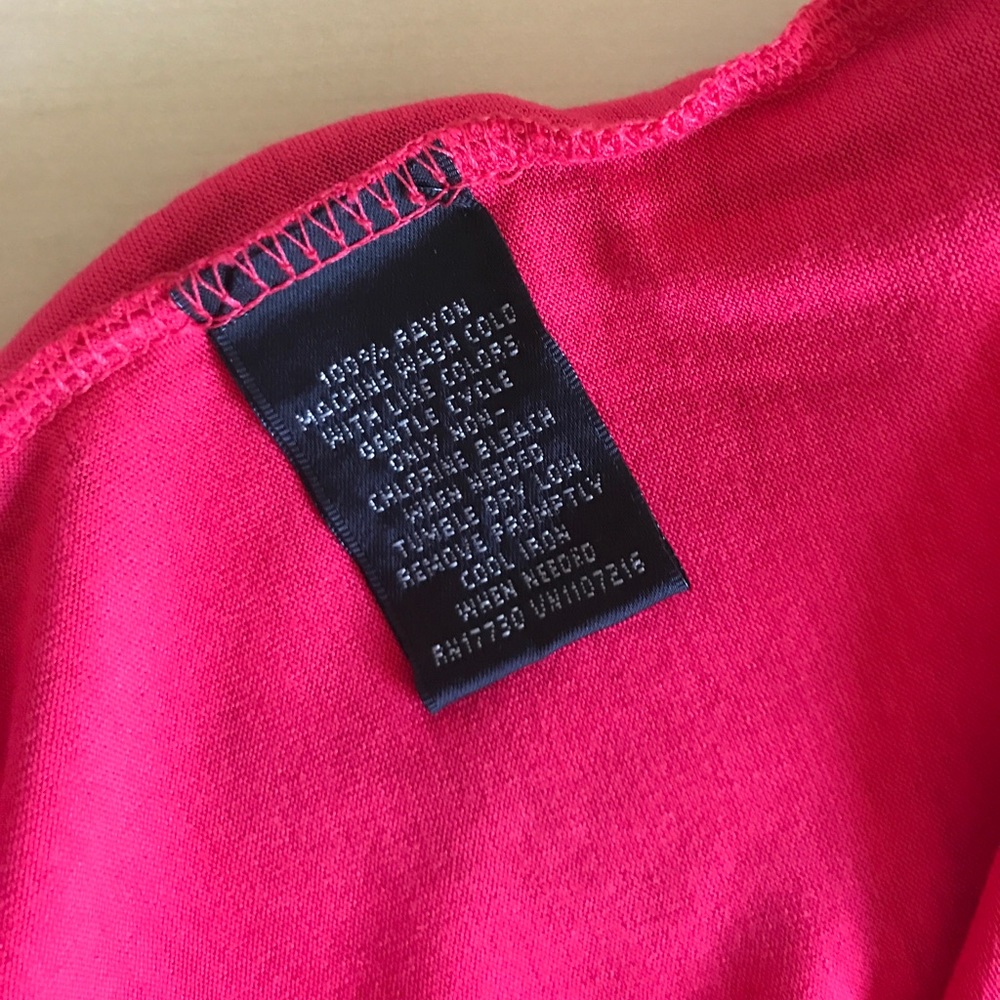 100% RAYON
MACHINE WASH COLD
WITH LIKE COLORS
GENTLE CYCLE
ONLY NON-
CHLORINE BLEACH
WHEN NEEDED
TUMBLE DRY LOW
REMOVE PROMPTLY
COOL IRON
WHEN NEEDED
RN17730 VN1107216